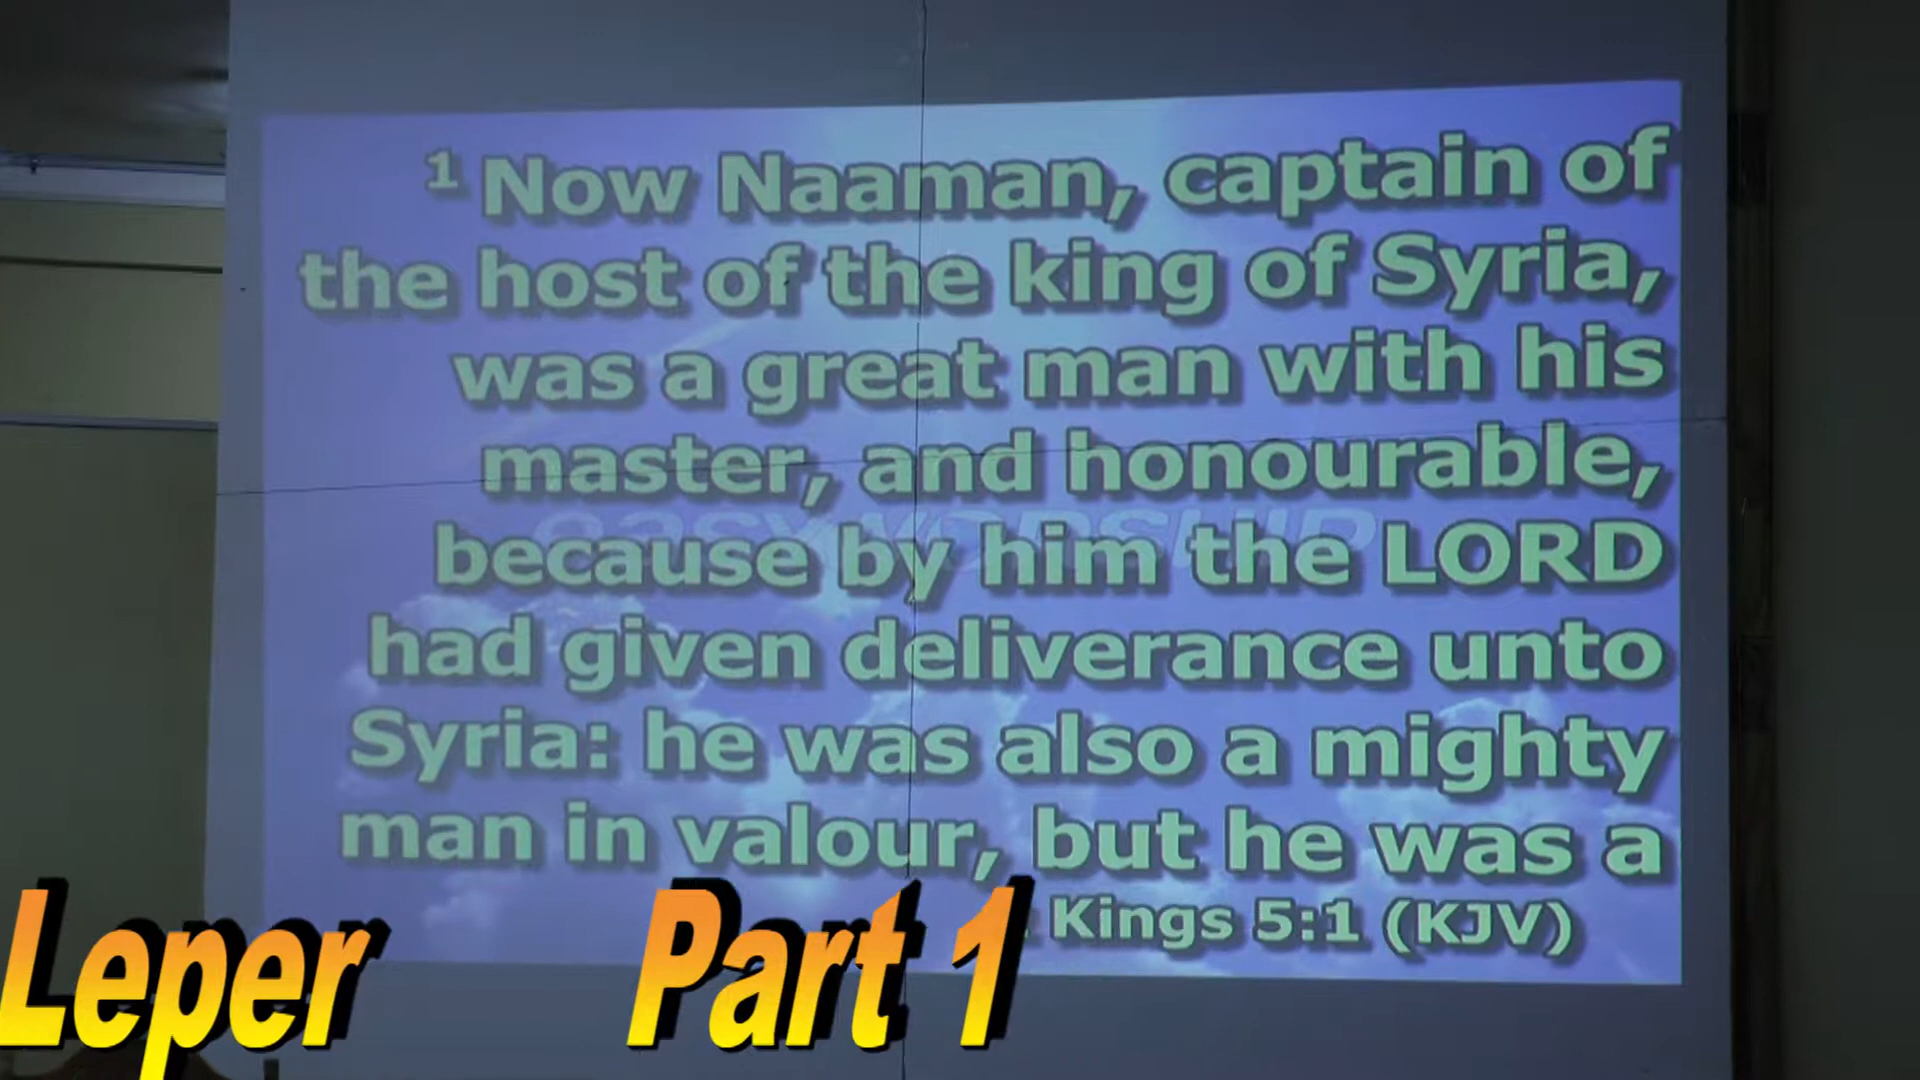 1 Now Naaman, captain of
the host of the king of Syria,
was a great man with his
master, and honourable,
because by him the LORD
had given deliverance unto
Syria: he was also a mighty
man in valour, but he was a
Kings 5:1 (KJV)
easyworship
Leper Part 1